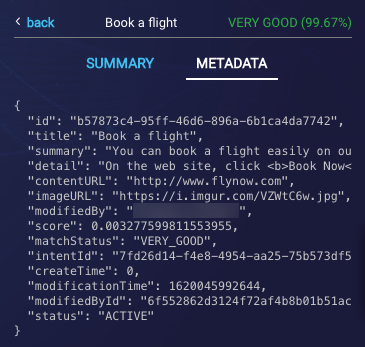 < back Book a flight VERY GOOD (99.67%)
SUMMARY METADATA
{
"id": "b57873c4-95ff-46d6-896a-6b1ca4da7742",
"title": "Book a flight",
"summary": "You can book a flight easily on ou
"detail": "On the web site, click <b>Book Now<
"contentURL": "http://www.flynow.com",
"imageURL": "https://i.imgur.com/VZWtC6w.jpg",
"modifiedBy": " ",
"score": 0.003277599811553955,
"matchStatus": "VERY_GOOD",
"intentId": "7fd26d14-f4e8-4954-aa25-75b573df5
"createTime": 0,
"modificationTime": 1620045992644,
"modifiedById": "6f552862d3124f72af4b8b01b51ac
"status": "ACTIVE"
}